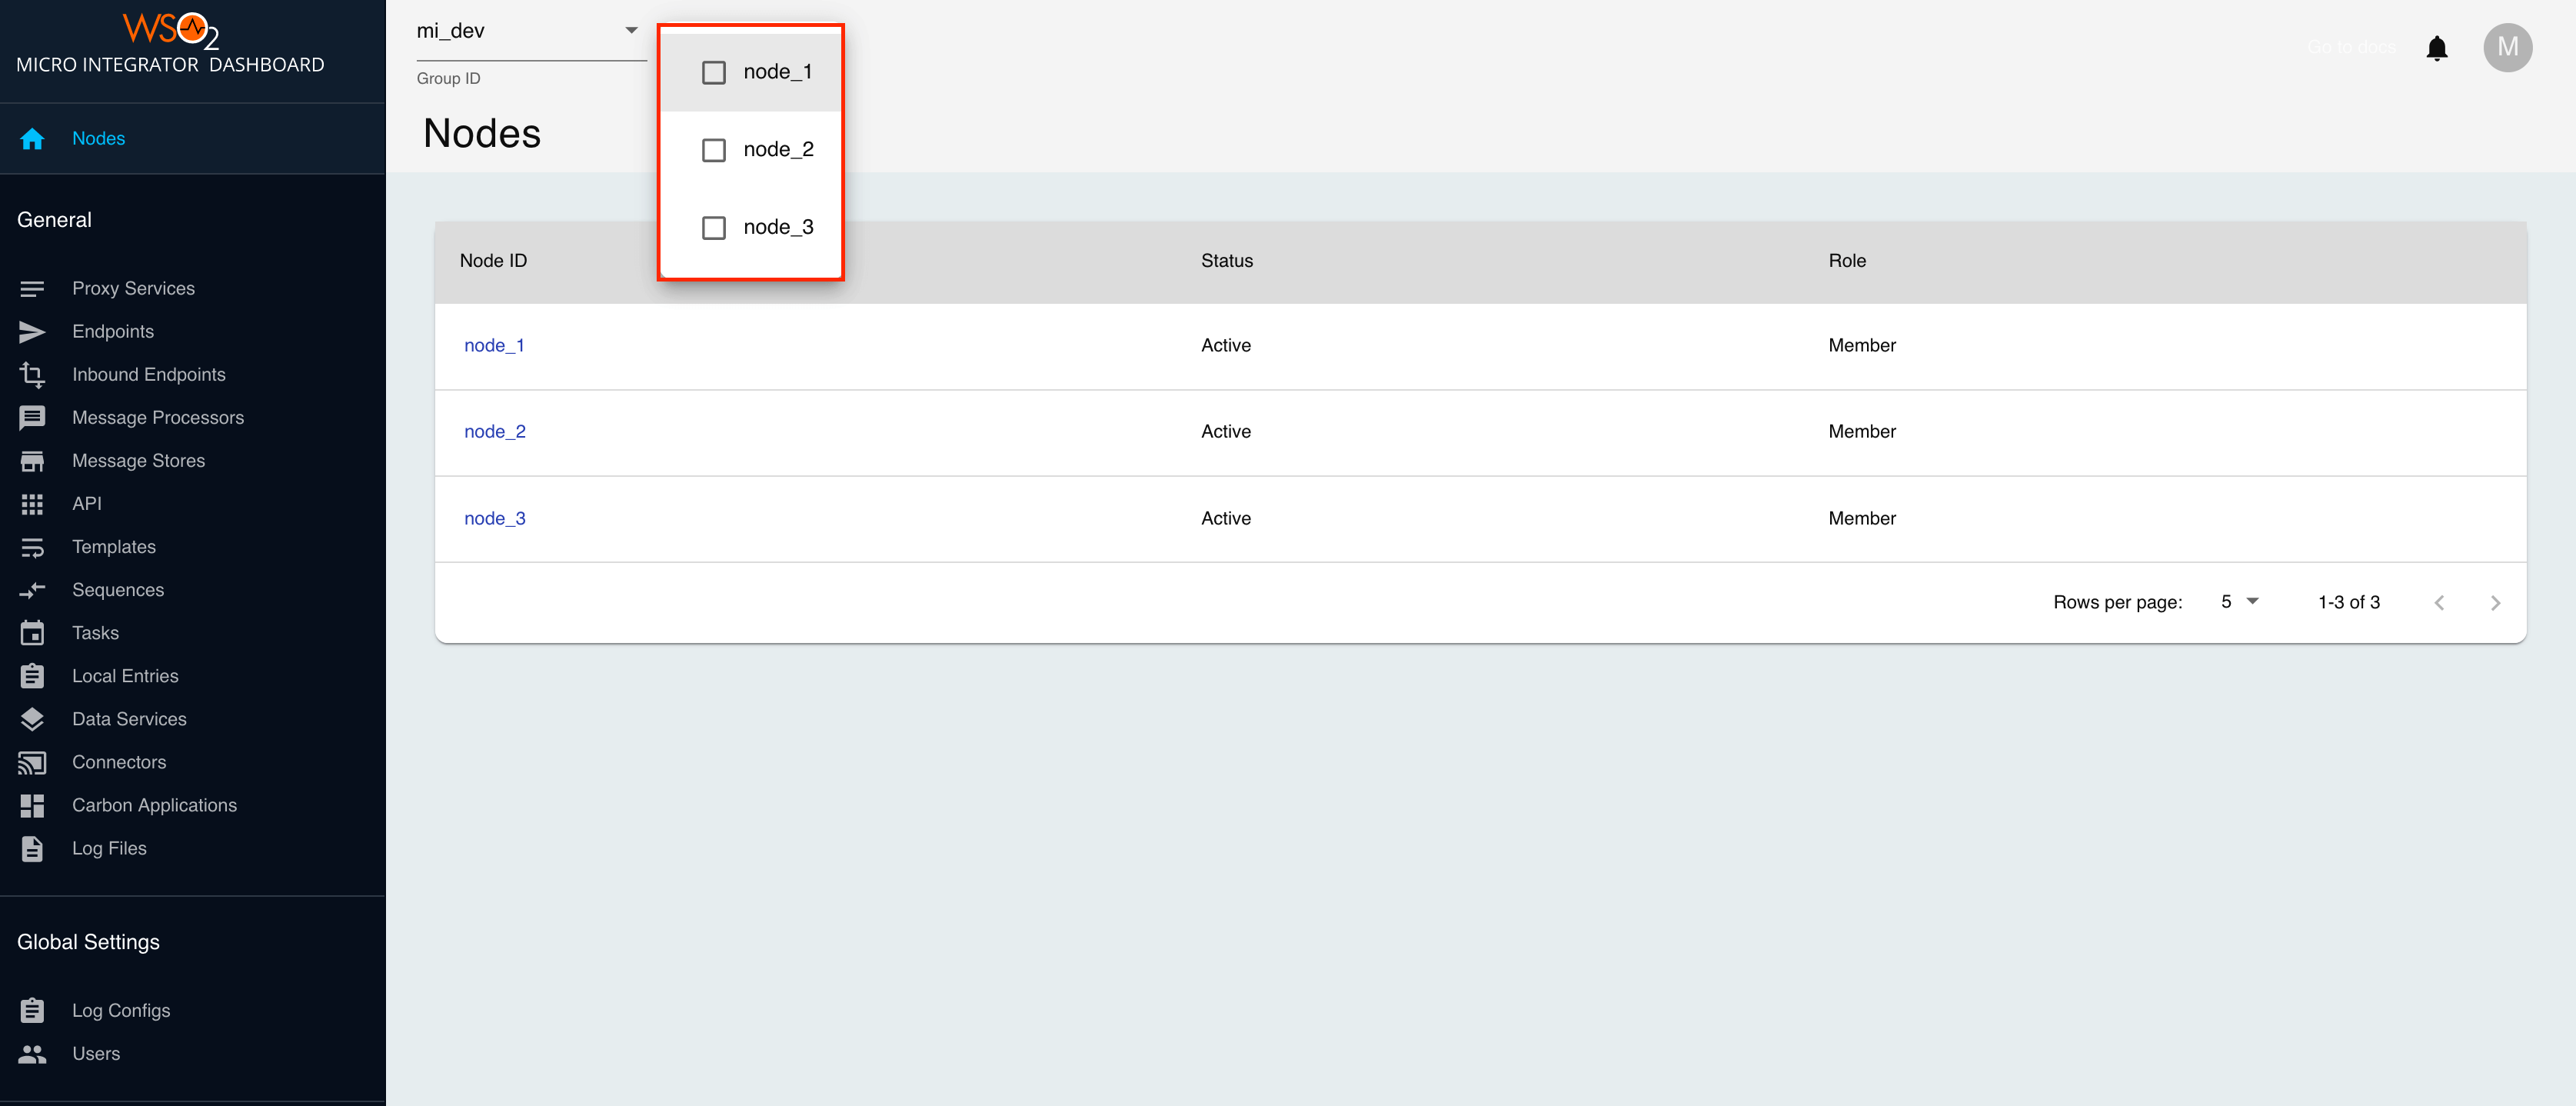 WSO2
MICRO INTEGRATOR DASHBOARD
Nodes
General
Proxy Services
Endpoints
Inbound Endpoints
Message Processors
Message Stores
API
Templates
Sequences
Tasks
Local Entries
Data Services
Connectors
Carbon Applications
Log Files
Global Settings
Log Configs
Users
mi_dev
Group ID
node_1
node_2
node_3
Go to docs
M
Nodes
Node ID Status Role
node_1 Active Member
node_2 Active Member
node_3 Active Member
Rows per page: 5 1-3 of 3